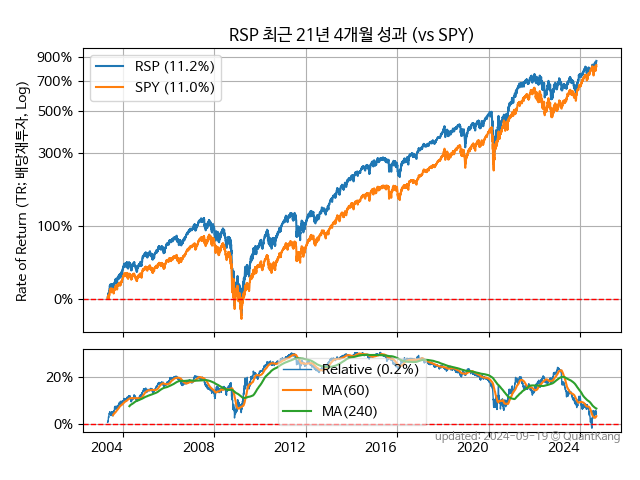 RSP 최근 21년 4개월 성과 (vs SPY)
Rate of Return (TR: 배당재투자, Log)
900%
700%
500%
300%
100%
0%
RSP (11.2%)
SPY (11.0%)
20%
0%
Relative (0.2%)
MA(60)
MA(240)
2004 2008 2012 2016 2020 2024
updated: 2024-09-19 © QuantKang